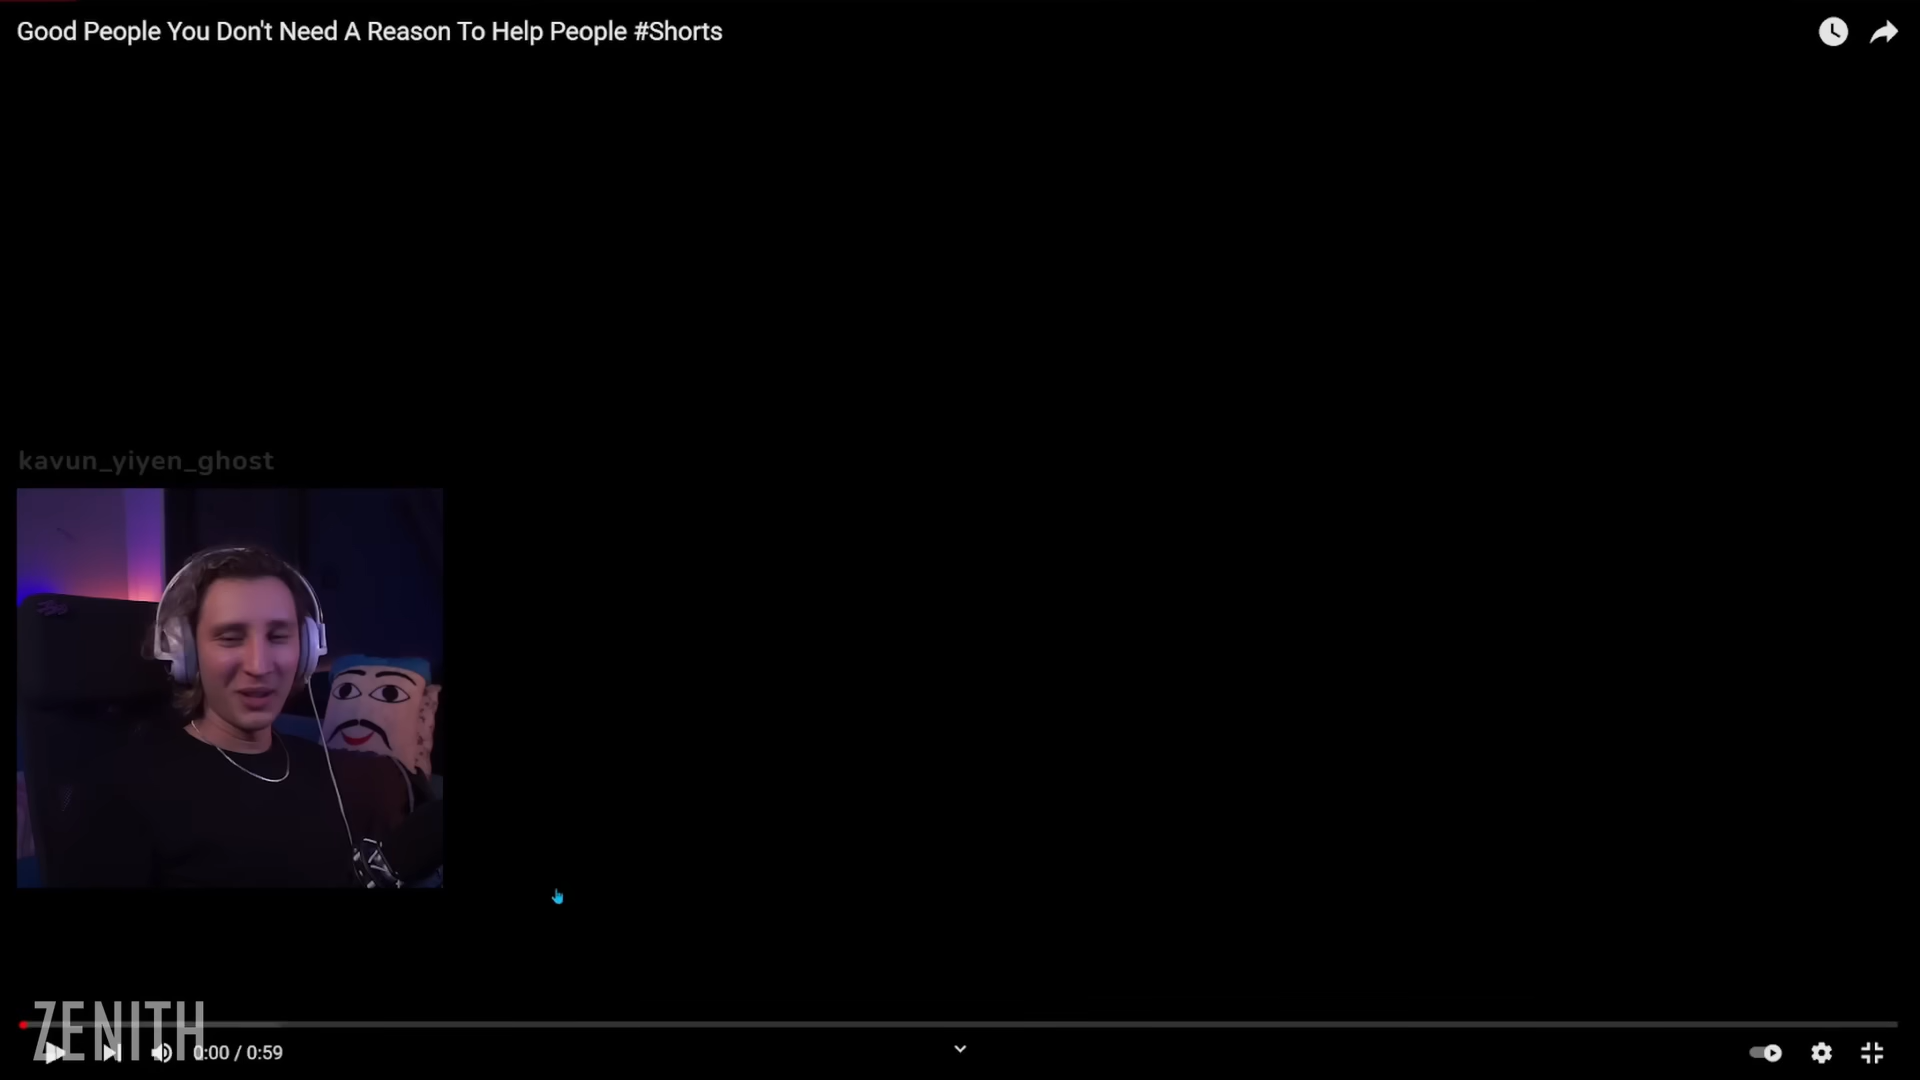 Good People You Don't Need A Reason To Help People #Shorts
kavun_yiyen_ghost
ZENITH
0:00 / 0:59